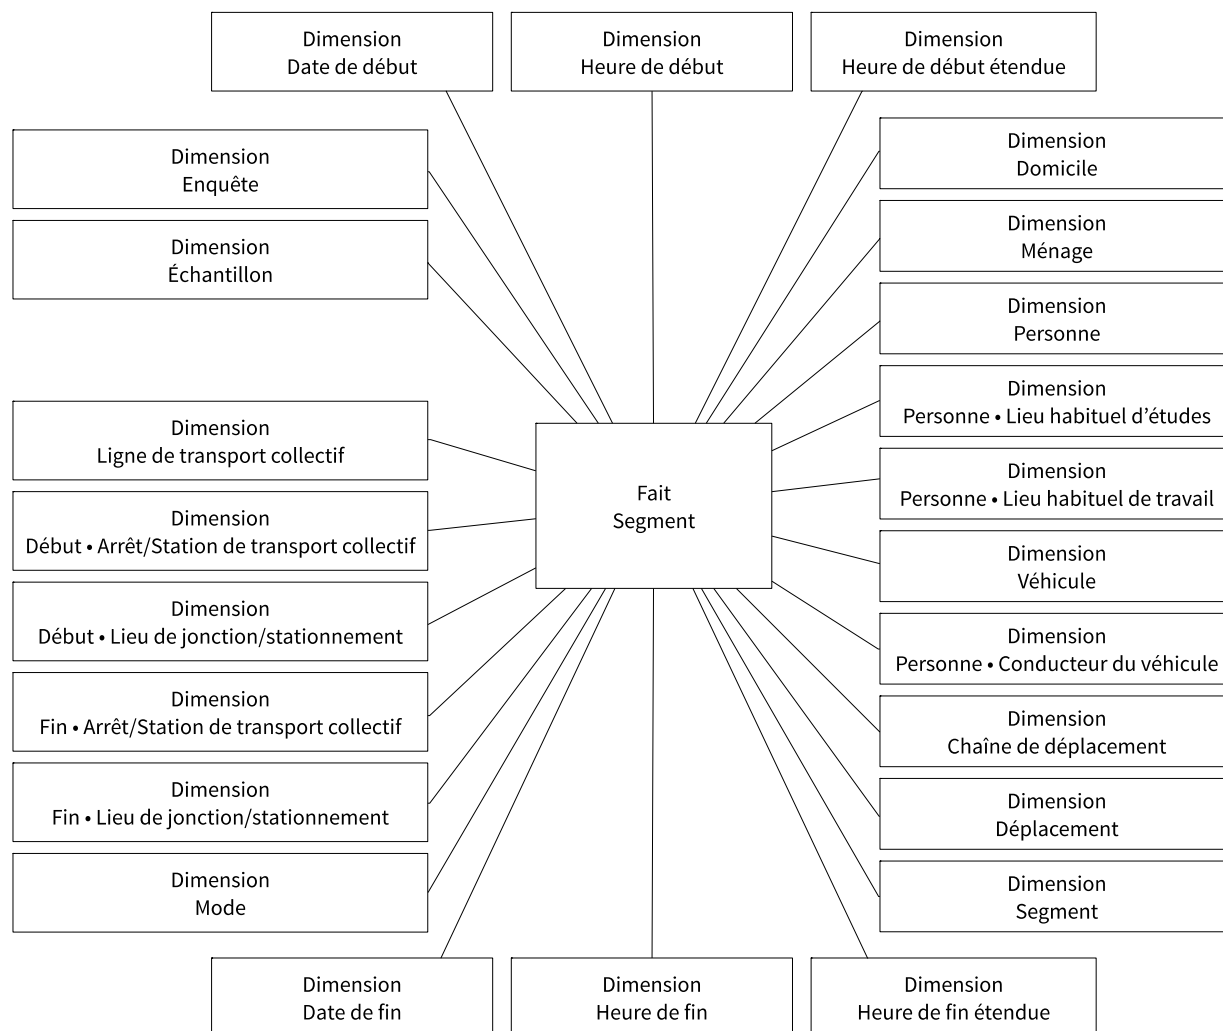 Dimension
Date de début
Dimension
Heure de début
Dimension
Heure de début étendue
Dimension
Enquête
Dimension
Échantillon
Dimension
Ligne de transport collectif
Dimension
Début • Arrêt/Station de transport collectif
Dimension
Début • Lieu de jonction/stationnement
Dimension
Fin • Arrêt/Station de transport collectif
Dimension
Fin • Lieu de jonction/stationnement
Dimension
Mode
Fait
Segment
Dimension
Domicile
Dimension
Ménage
Dimension
Personne
Dimension
Personne • Lieu habituel d’études
Dimension
Personne • Lieu habituel de travail
Dimension
Véhicule
Dimension
Personne • Conducteur du véhicule
Dimension
Chaîne de déplacement
Dimension
Déplacement
Dimension
Segment
Dimension
Date de fin
Dimension
Heure de fin
Dimension
Heure de fin étendue